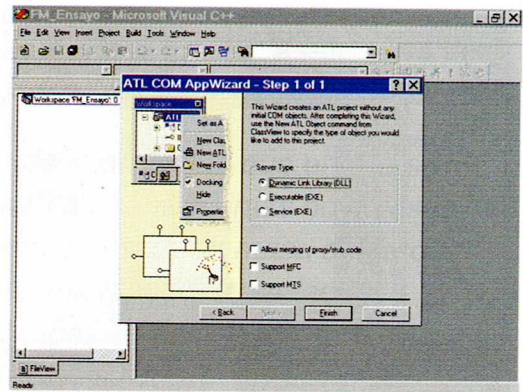 FM_Ensayo - Microsoft Visual C++
File Edit View Insert Project Build Tools Window Help
Workspace 'FM_Ensayo': 0
ATL COM AppWizard - Step 1 of 1
Workspace
ATL
Set as A
New Clas
New ATL
New Fold
Docking
Hide
Propertie
This Wizard creates an ATL project without any
initial COM objects. After completing this Wizard,
use the New ATL Object command from
ClassView to specify the type of object you would
like to add to this project.
Server Type
Dynamic Link Library (DLL)
Executable (EXE)
Service (EXE)
Allow merging of proxy/stub code
Support MFC
Support MTS
< Back
Next >
Finish
Cancel
FileView
Ready